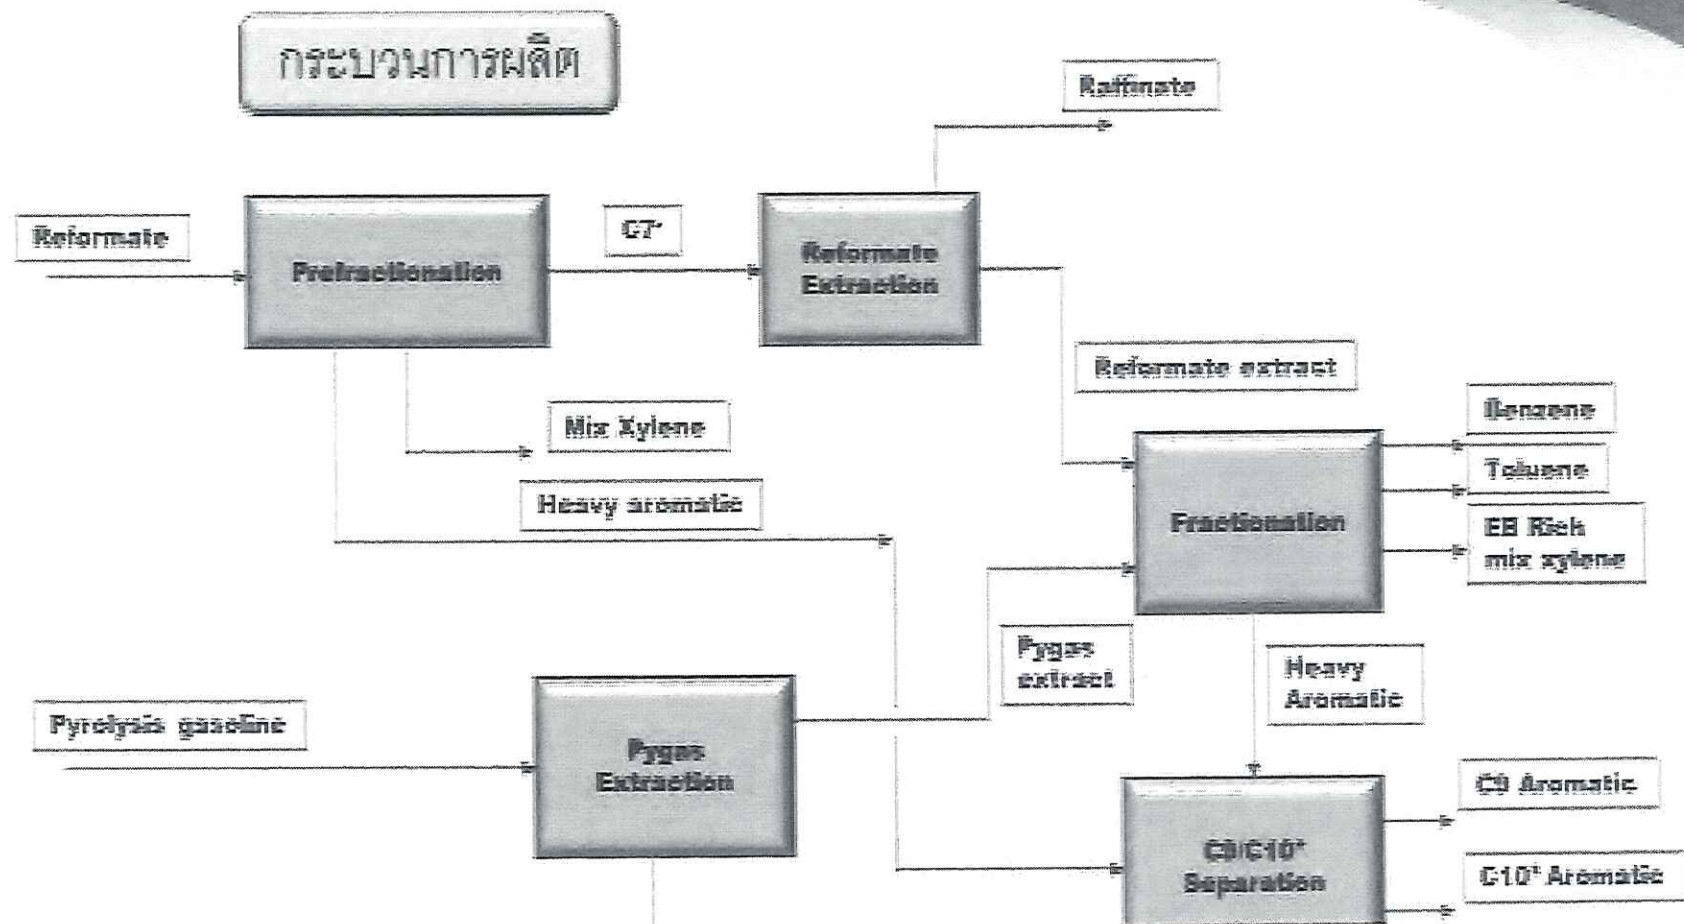 กระบวนการผลิต
Raffinate
Reformate
Prefractionation
C7-
Reformate
Extraction
Reformate extract
Mix Xylene
Heavy aromatic
Benzene
Toluene
EB Rich
mix xylene
Fractionation
Pygas
extract
Heavy
Aromatic
Pyrolysis gasoline
Pygas
Extraction
C9/C10+
Separation
C9 Aromatic
C10+ Aromatic